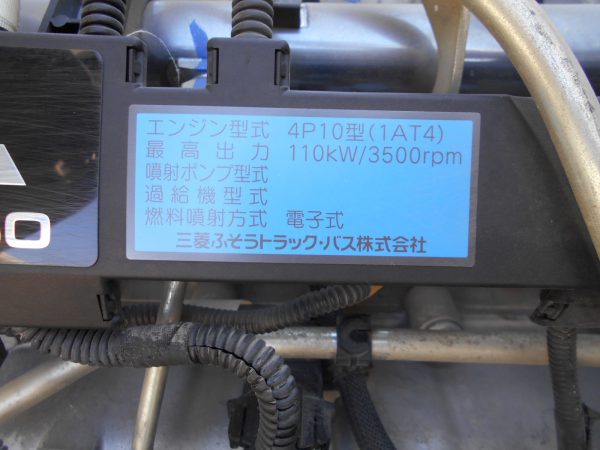 エンジン型式 4P10型(1AT4)
最高出力 110kW/3500rpm
噴射ポンプ型式
過給機型式
燃料噴射方式 電子式
三菱ふそうトラック・バス株式会社